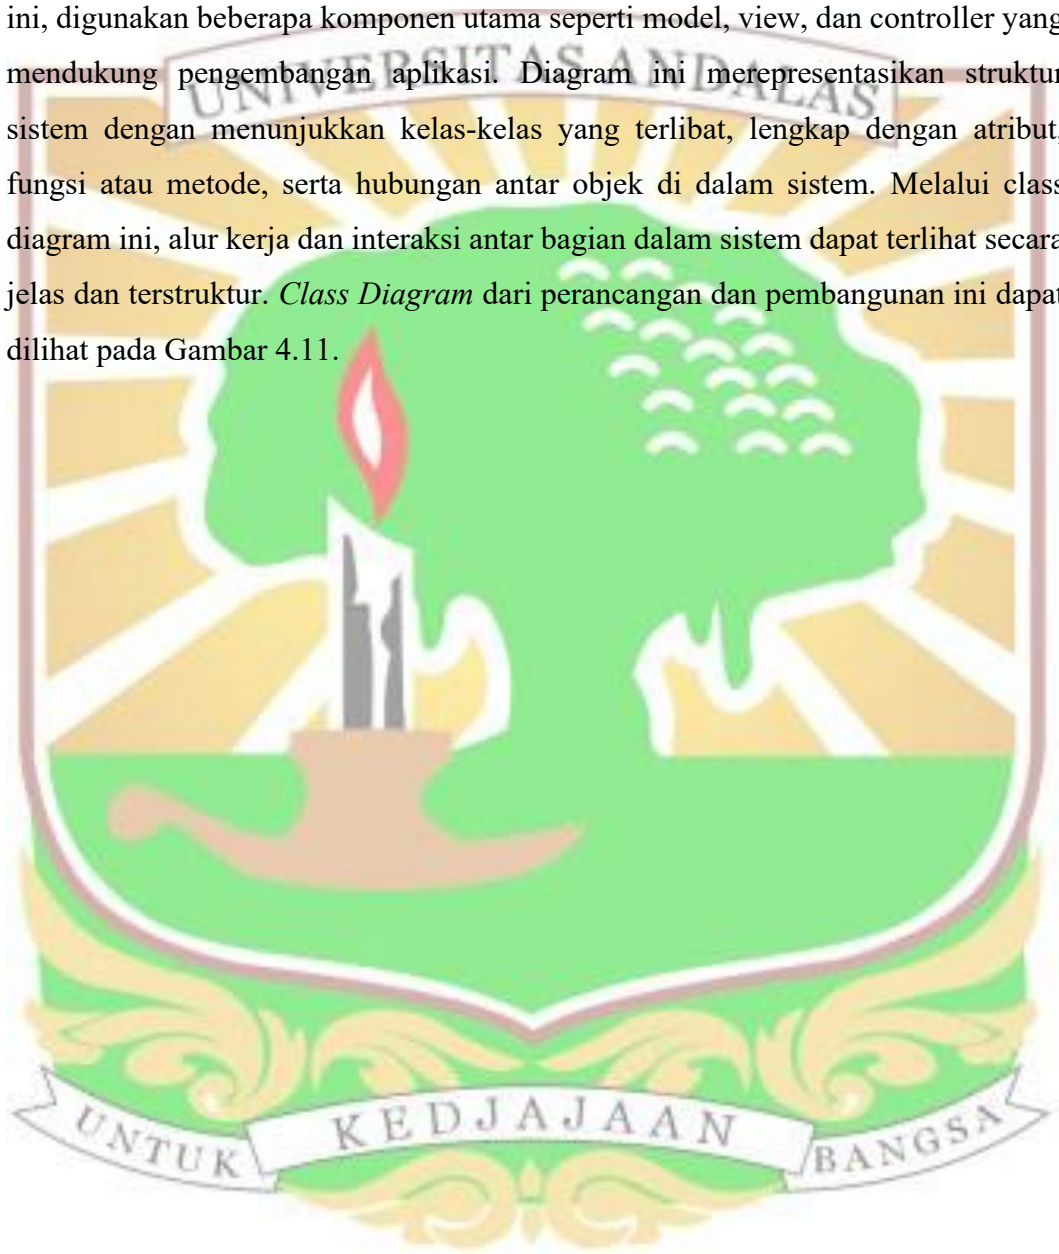 ini, digunakan beberapa komponen utama seperti model, view, dan controller yang
UNIVERSITAS ANDALAS
mendukung pengembangan aplikasi. Diagram ini merepresentasikan struktur
sistem dengan menunjukkan kelas-kelas yang terlibat, lengkap dengan atribut,
fungsi atau metode, serta hubungan antar objek di dalam sistem. Melalui class
diagram ini, alur kerja dan interaksi antar bagian dalam sistem dapat terlihat secara
jelas dan terstruktur. Class Diagram dari perancangan dan pembangunan ini dapat
dilihat pada Gambar 4.11.
UNTUK KEDJAJAAN BANGSA